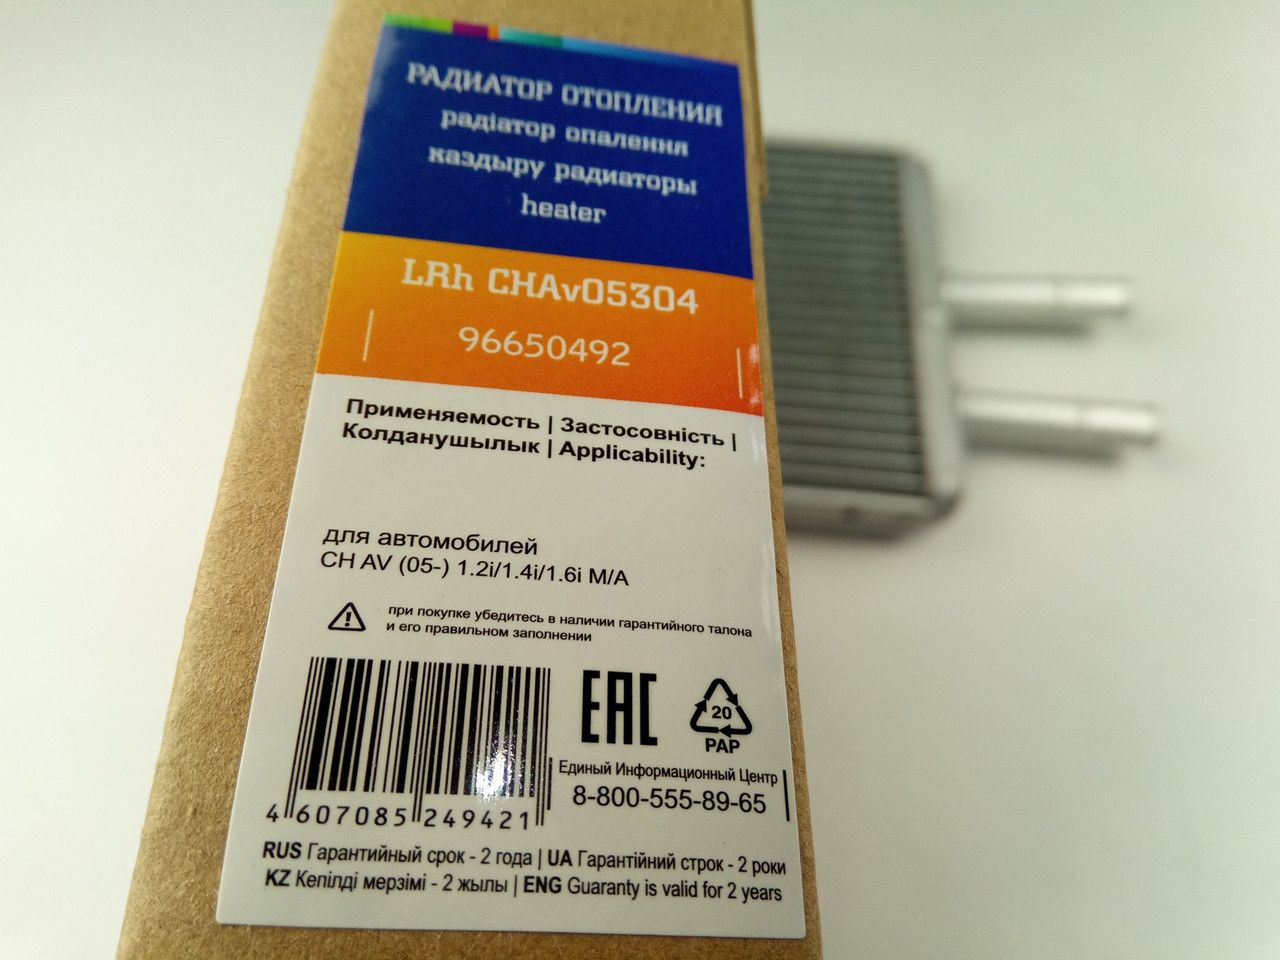 РАДИАТОР ОТОПЛЕНИЯ
радіатор опалення
каздыру радиаторы
heater
LRh CHAv05304
96650492
Применяемость | Застосовність |
Колданушылык | Applicability:
для автомобилей
CH AV (05-) 1.2i/1.4i/1.6i M/A
при покупке убедитесь в наличии гарантийного талона
и его правильном заполнении
EAC
20
PAP
Единый Информационный Центр
8-800-555-89-65
4 607085 249421
RUS Гарантийный срок - 2 года | UA Гарантійний строк - 2 роки
KZ Кепілді мерзімі - 2 жылы | ENG Guaranty is valid for 2 years